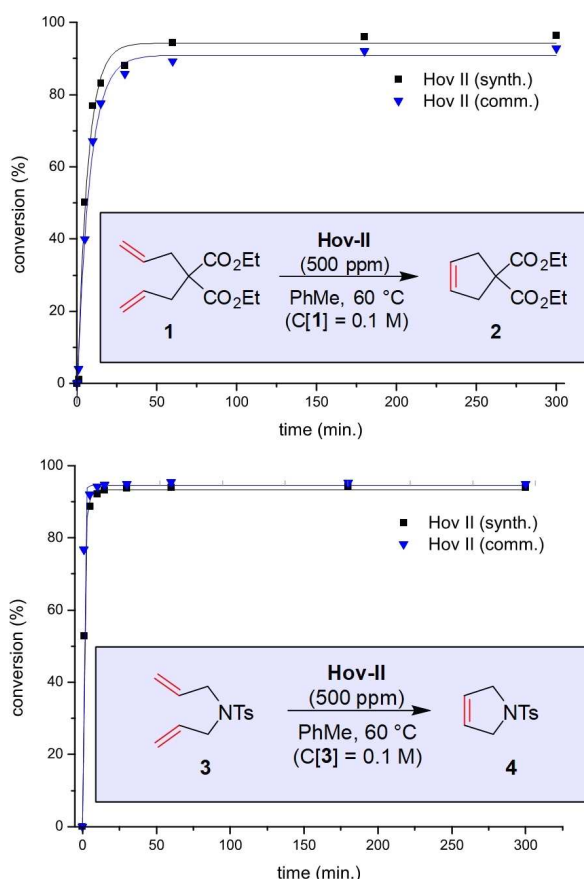 100
80
60
40
20
0
conversion (%)
Hov II (synth.)
Hov II (comm.)
CO2Et
CO2Et
1
Hov-II
(500 ppm)
PhMe, 60 °C
(C[1] = 0.1 M)
CO2Et
CO2Et
2
0 50 100 150 200 250 300
time (min.)
100
80
60
40
20
0
conversion (%)
Hov II (synth.)
Hov II (comm.)
NTs
3
Hov-II
(500 ppm)
PhMe, 60 °C
(C[3] = 0.1 M)
NTs
4
0 50 100 150 200 250 300
time (min.)